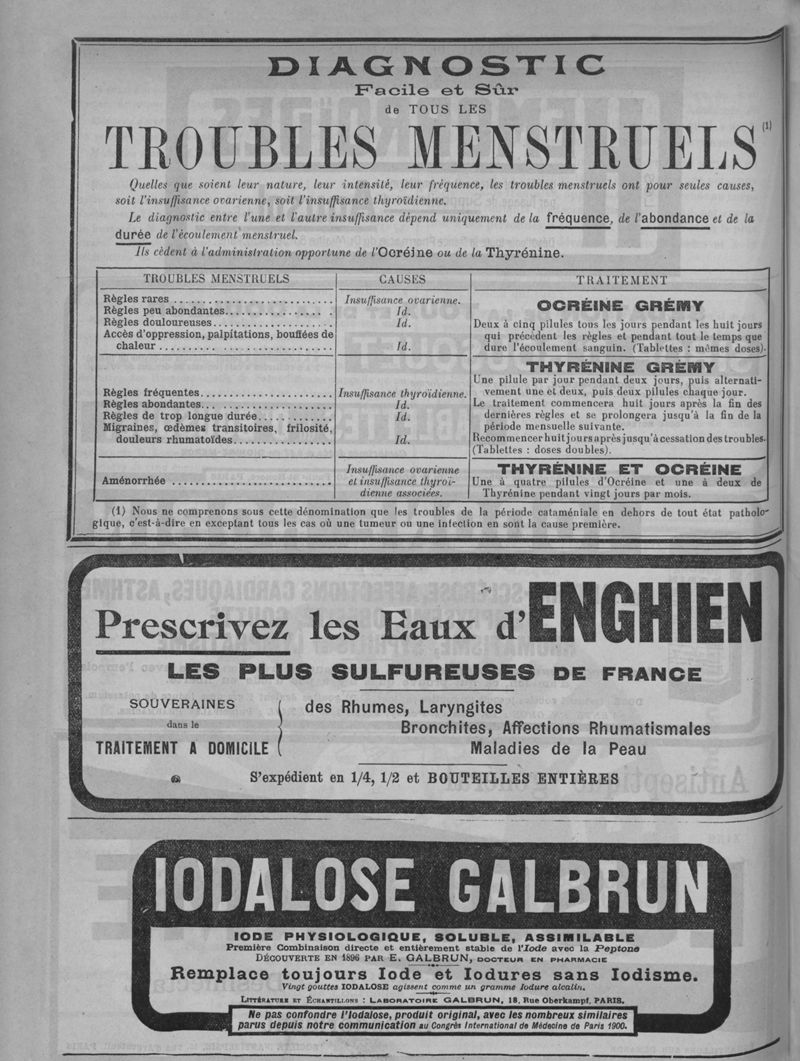 DIAGNOSTIC
Facile et Sûr
de TOUS LES
TROUBLES MENSTRUELS (1)
Quelles que soient leur nature, leur intensité, leur fréquence, les troubles menstruels ont pour seules causes,
soit l'insuffisance ovarienne, soit l'insuffisance thyroïdienne.
Le diagnostic entre l'une et l'autre insuffisance dépend uniquement de la fréquence, de l'abondance et de la
durée de l'écoulement menstruel.
Ils cèdent à l'administration opportune de l'Ocréine ou de la Thyrénine.
TROUBLES MENSTRUELS CAUSES TRAITEMENT
Règles rares ........................... Insuffisance ovarienne.
Règles peu abondantes.................. Id.
Règles douloureuses.................... Id.
Accès d'oppression, palpitations, bouffées de
chaleur ............................. Id.
OCRÉINE GRÉMY
Deux à cinq pilules tous les jours pendant les huit jours
qui précèdent les règles et pendant tout le temps que
dure l'écoulement sanguin. (Tablettes : mêmes doses).
Règles fréquentes...................... Insuffisance thyroïdienne.
Règles abondantes...................... Id.
Règles de trop longue durée............ Id.
Migraines, œdèmes transitoires, frilosité,
douleurs rhumatoïdes................. Id.
THYRÉNINE GRÉMY
Une pilule par jour pendant deux jours, puis alternati-
vement une et deux, puis deux pilules chaque jour.
Le traitement commencera huit jours après la fin des
dernières règles et se prolongera jusqu'à la fin de la
période mensuelle suivante.
Recommencer huit jours après jusqu'à cessation des troubles.
(Tablettes : doses doubles).
Aménorrhée ...........................
Insuffisance ovarienne
et insuffisance thyroï-
dienne associées.
THYRÉNINE ET OCRÉINE
Une à quatre pilules d'Ocréine et une à deux de
Thyrénine pendant vingt jours par mois.
(1) Nous ne comprenons sous cette dénomination que les troubles de la période cataméniale en dehors de tout état patholo-
gique, c'est-à-dire en exceptant tous les cas où une tumeur ou une infection en sont la cause première.
Prescrivez les Eaux d'ENGHIEN
LES PLUS SULFUREUSES DE FRANCE
SOUVERAINES
dans le
TRAITEMENT A DOMICILE
des Rhumes, Laryngites
Bronchites, Affections Rhumatismales
Maladies de la Peau
S'expédient en 1/4, 1/2 et BOUTEILLES ENTIÈRES
IODALOSE GALBRUN
IODE PHYSIOLOGIQUE, SOLUBLE, ASSIMILABLE
Première Combinaison directe et entièrement stable de l'Iode avec la Peptone
DÉCOUVERTE EN 1896 PAR E. GALBRUN, DOCTEUR EN PHARMACIE
Remplace toujours Iode et Iodures sans Iodisme.
Vingt gouttes IODALOSE agissent comme un gramme Iodure alcalin.
LITTÉRATURE ET ÉCHANTILLONS : LABORATOIRE GALBRUN, 18, Rue Oberkampf, PARIS.
Ne pas confondre l'Iodalose, produit original, avec les nombreux similaires
parus depuis notre communication au Congrès International de Médecine de Paris 1900.